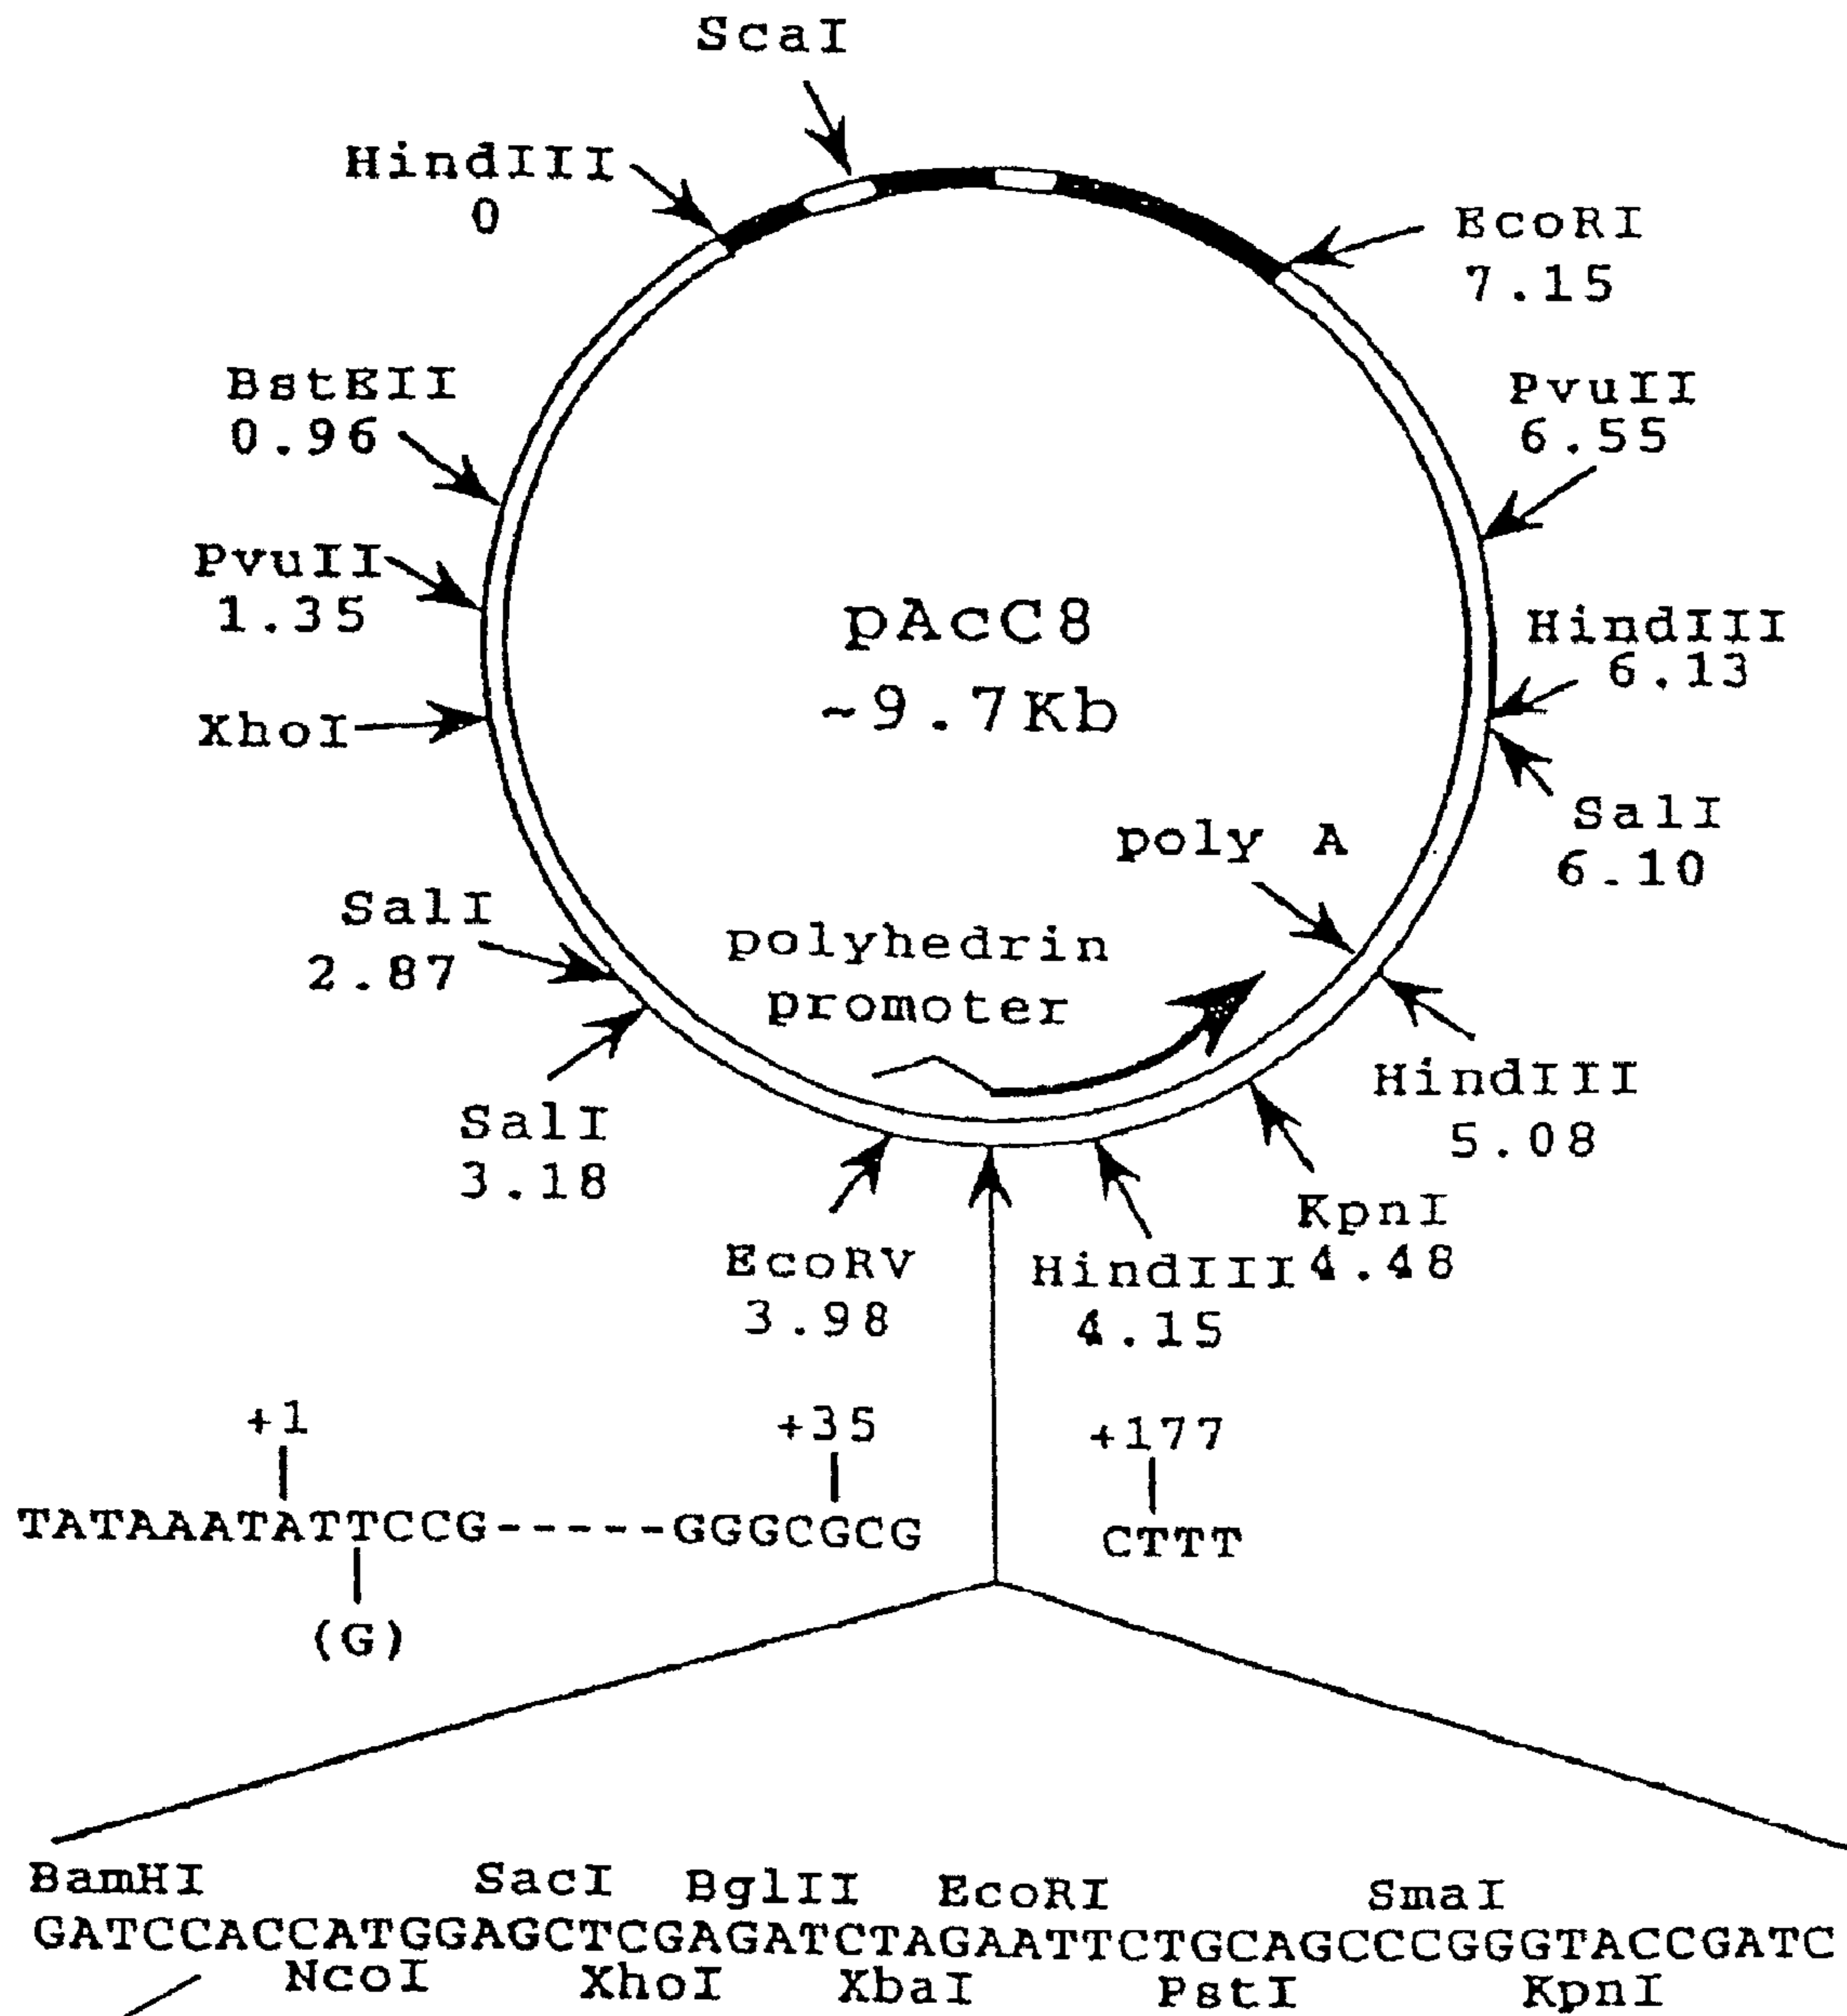 ScaI
HindIII
0
EcoRI
7.15
BstEII
0.96
PvuII
6.55
PvuII
1.35
pAcC8
~9.7Kb
HindIII
6.13
XhoI
SalI
6.10
poly A
SalI
2.87
polyhedrin
promoter
HindIII
5.08
SalI
3.18
KpnI
4.48
EcoRV
3.98
HindIII
4.15
+1
+35
+177
TATAAATATTCCG-----GGGCGCG
CTTT
(G)
BamHI SacI BglII EcoRI SmaI
GATCCACCATGGAGCTCGAGATCTAGAATTCTGCAGCCCGGGTACCGATC
NcoI XhoI XbaI PstI KpnI